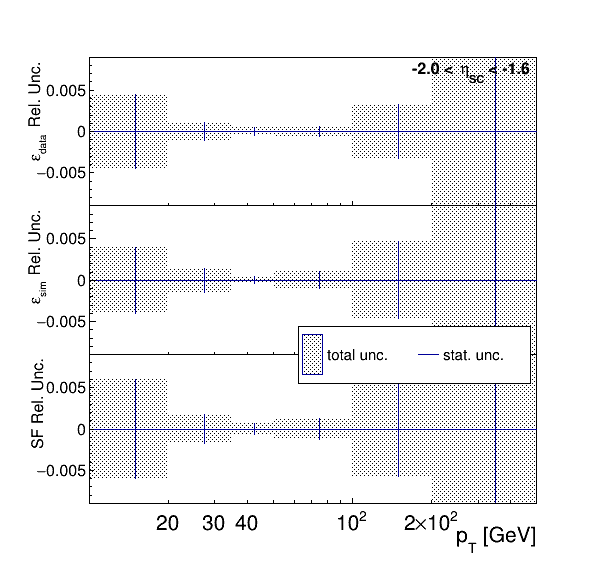 -2.0 < η_SC < -1.6
ε_data Rel. Unc.
0.005
0
−0.005
ε_sim Rel. Unc.
0.005
0
−0.005
total unc.
stat. unc.
SF Rel. Unc.
0.005
0
−0.005
20 30 40 10² 2×10²
p_T [GeV]